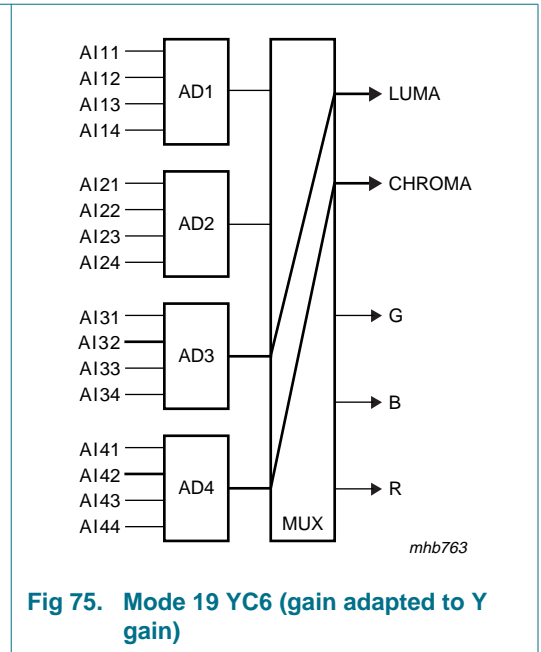 AI11
AI12
AI13
AI14
AD1
AI21
AI22
AI23
AI24
AD2
AI31
AI32
AI33
AI34
AD3
AI41
AI42
AI43
AI44
AD4
MUX
LUMA
CHROMA
G
B
R
mhb763
Fig 75. Mode 19 YC6 (gain adapted to Y
gain)